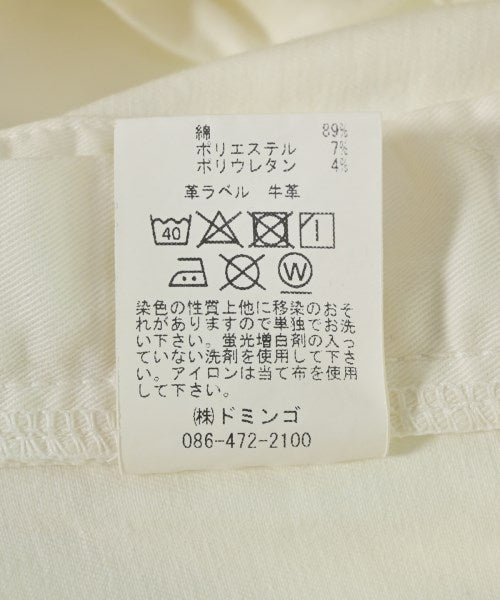 綿 89%
ポリエステル 7%
ポリウレタン 4%
革ラベル 牛革
40
W
染色の性質上他に移染のおそ
れがありますので単独でお洗
い下さい。蛍光増白剤の入っ
ていない洗剤を使用して下さ
い。アイロンは当て布を使用
して下さい。
㈱ドミンゴ
086-472-2100